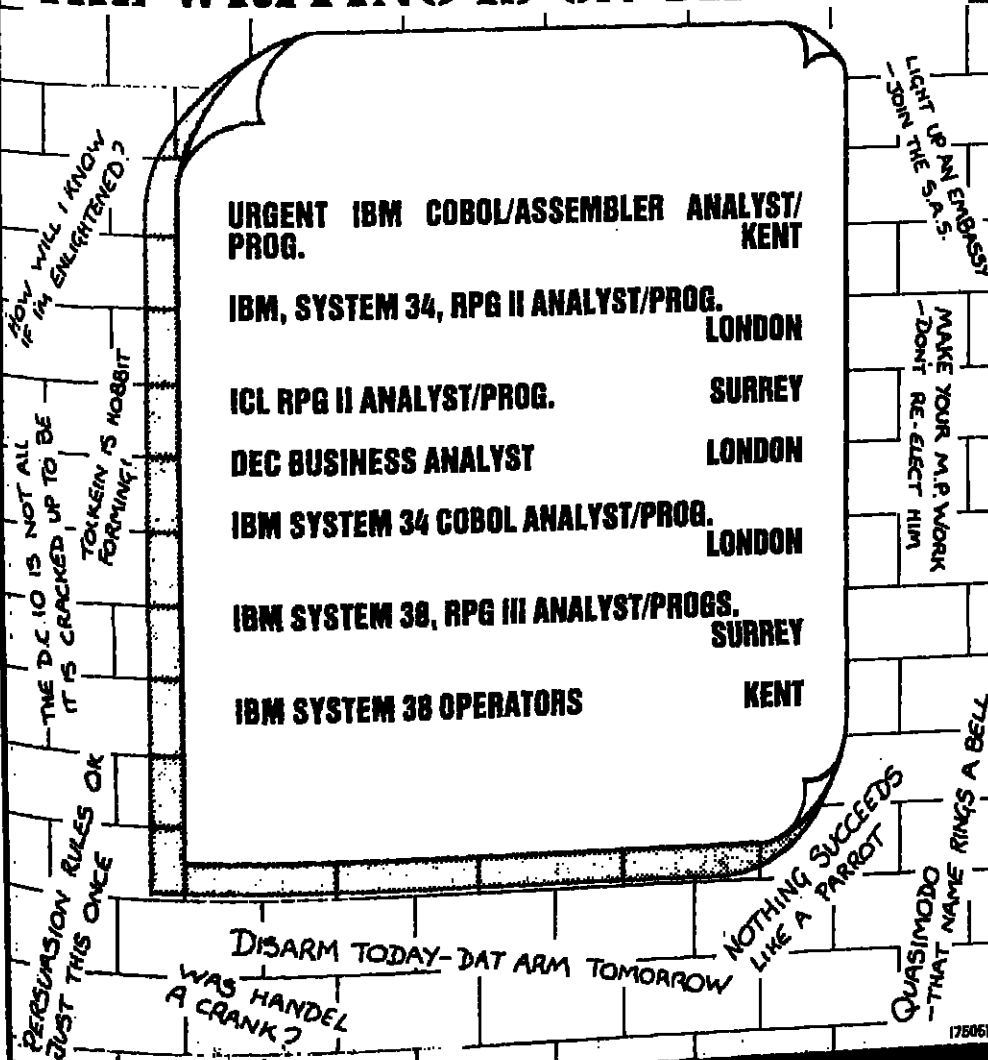 URGENT IBM COBOL/ASSEMBLER ANALYST/
PROG. KENT
IBM, SYSTEM 34, RPG II ANALYST/PROG.
LONDON
ICL RPG II ANALYST/PROG. SURREY
DEC BUSINESS ANALYST LONDON
IBM SYSTEM 34 COBOL ANALYST/PROG.
LONDON
IBM SYSTEM 38, RPG III ANALYST/PROGS.
SURREY
IBM SYSTEM 38 OPERATORS KENT
HOW WILL I KNOW
IF I'M ENLIGHTENED?
TOLKEIN IS HOBBIT
FORMING!
-THE D.C.10 IS NOT ALL
IT IS CRACKED UP TO BE-
PERSUASION RULES OK
JUST THIS ONCE
WAS HANDEL
A CRANK?
DISARM TODAY-DAT ARM TOMORROW
NOTHING SUCCEEDS
LIKE A PARROT
QUASIMODO
-THAT NAME RINGS A BELL
MAKE YOUR M.P. WORK
-DON'T RE-ELECT HIM
LIGHT UP AN EMBASSY
-JOIN THE S.A.S.